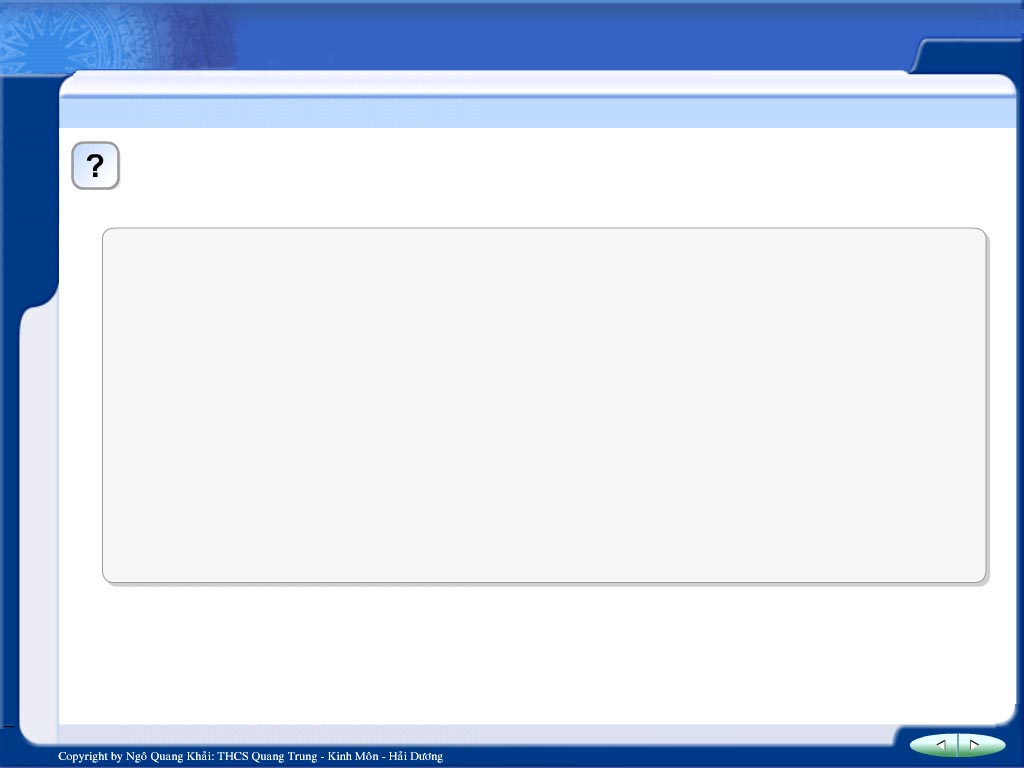 ?
Copyright by Ngô Quang Khải: THCS Quang Trung - Kinh Môn - Hải Dương